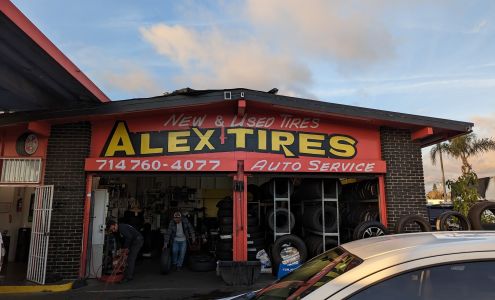 NEW & USED TIRES
ALEX TIRES
714 760-4077 AUTO SERVICE